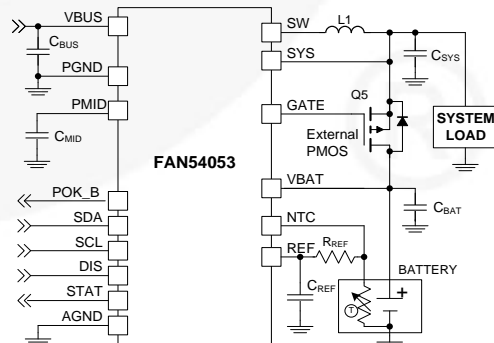 VBUS
CBUS
PGND
PMID
CMID
POK_B
SDA
SCL
DIS
STAT
AGND
FAN54053
SW
L1
SYS
CSYS
Q5
GATE
External
PMOS
SYSTEM
LOAD
VBAT
CBAT
NTC
REF
RREF
CREF
BATTERY
T
+